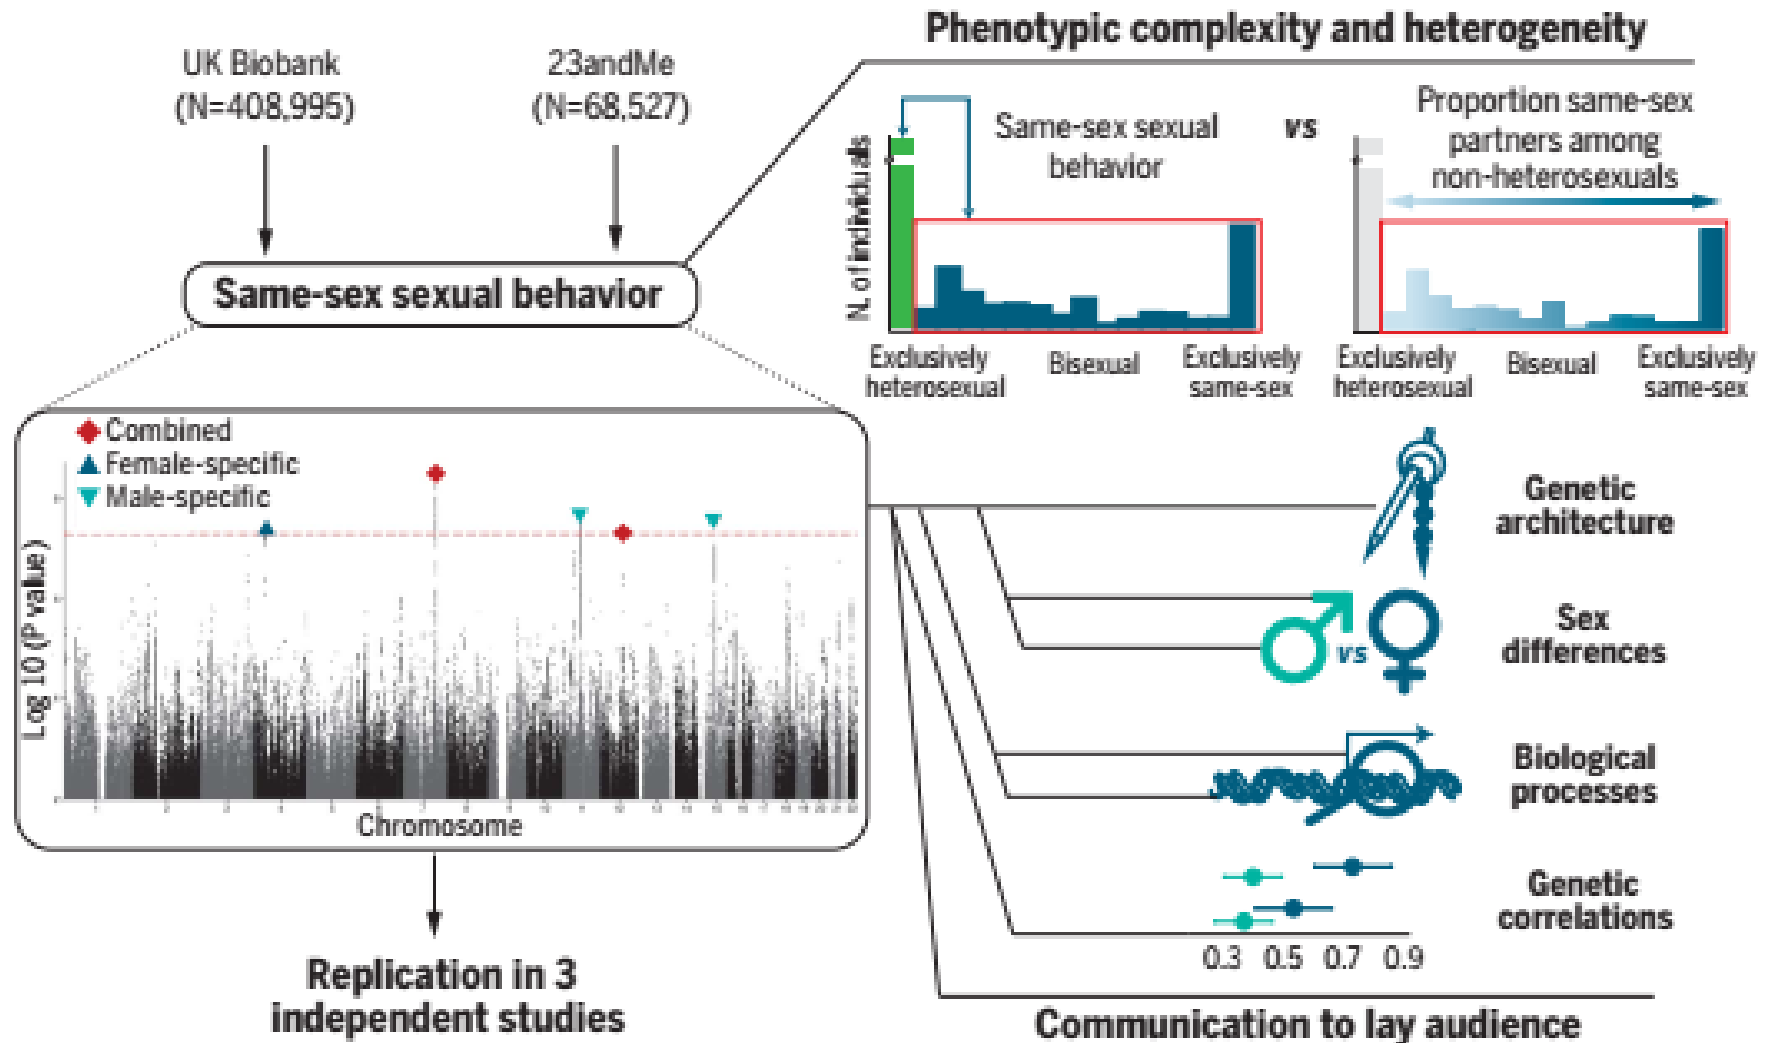 Phenotypic complexity and heterogeneity
UK Biobank
(N=408,995)
23andMe
(N=68,527)
Same-sex sexual behavior
N. of individuals
Same-sex sexual
behavior
vs
Proportion same-sex
partners among
non-heterosexuals
Exclusively
heterosexual
Bisexual
Exclusively
same-sex
Exclusively
heterosexual
Bisexual
Exclusively
same-sex
Combined
Female-specific
Male-specific
Log 10 (P value)
Chromosome
Replication in 3
independent studies
Genetic
architecture
vs
Sex
differences
Biological
processes
Genetic
correlations
0.3 0.5 0.7 0.9
Communication to lay audience